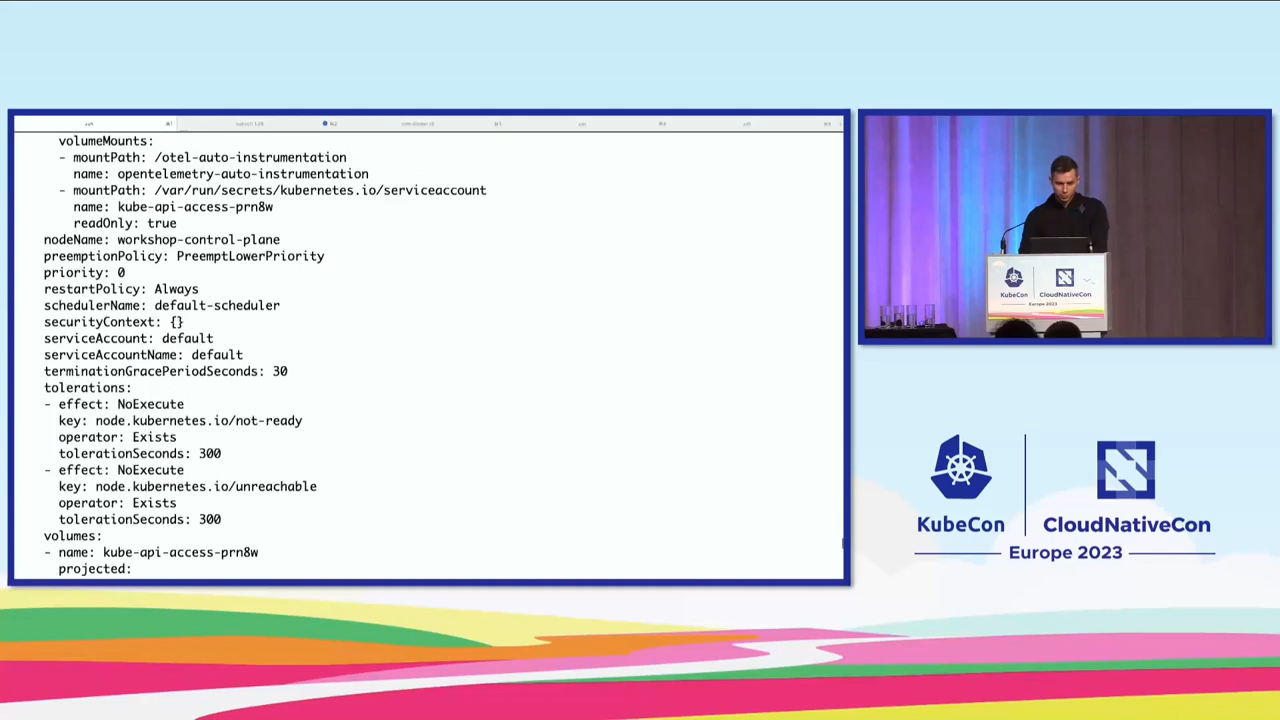 volumeMounts:
- mountPath: /otel-auto-instrumentation
name: opentelemetry-auto-instrumentation
- mountPath: /var/run/secrets/kubernetes.io/serviceaccount
name: kube-api-access-prn8w
readOnly: true
nodeName: workshop-control-plane
preemptionPolicy: PreemptLowerPriority
priority: 0
restartPolicy: Always
schedulerName: default-scheduler
securityContext: {}
serviceAccount: default
serviceAccountName: default
terminationGracePeriodSeconds: 30
tolerations:
- effect: NoExecute
key: node.kubernetes.io/not-ready
operator: Exists
tolerationSeconds: 300
- effect: NoExecute
key: node.kubernetes.io/unreachable
operator: Exists
tolerationSeconds: 300
volumes:
- name: kube-api-access-prn8w
projected:
KubeCon
CloudNativeCon
Europe 2023
KubeCon
CloudNativeCon
Europe 2023